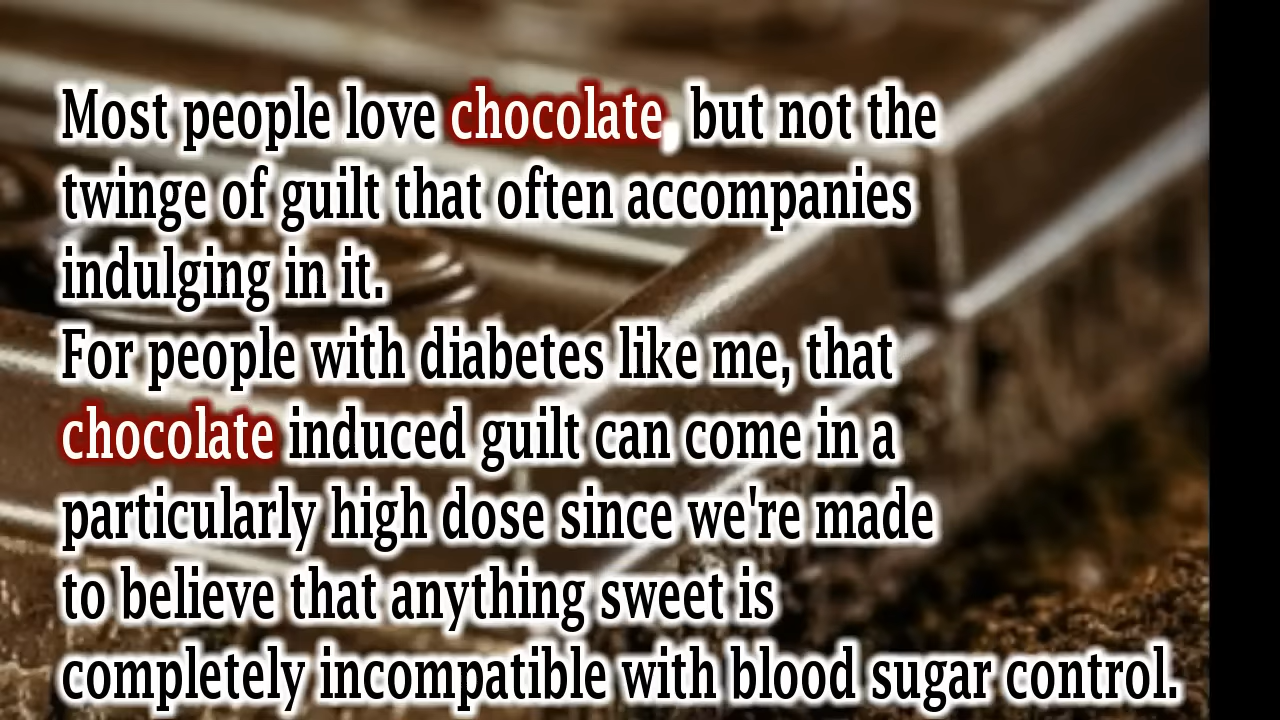 Most people love chocolate, but not the
twinge of guilt that often accompanies
indulging in it.
For people with diabetes like me, that
chocolate induced guilt can come in a
particularly high dose since we're made
to believe that anything sweet is
completely incompatible with blood sugar control.